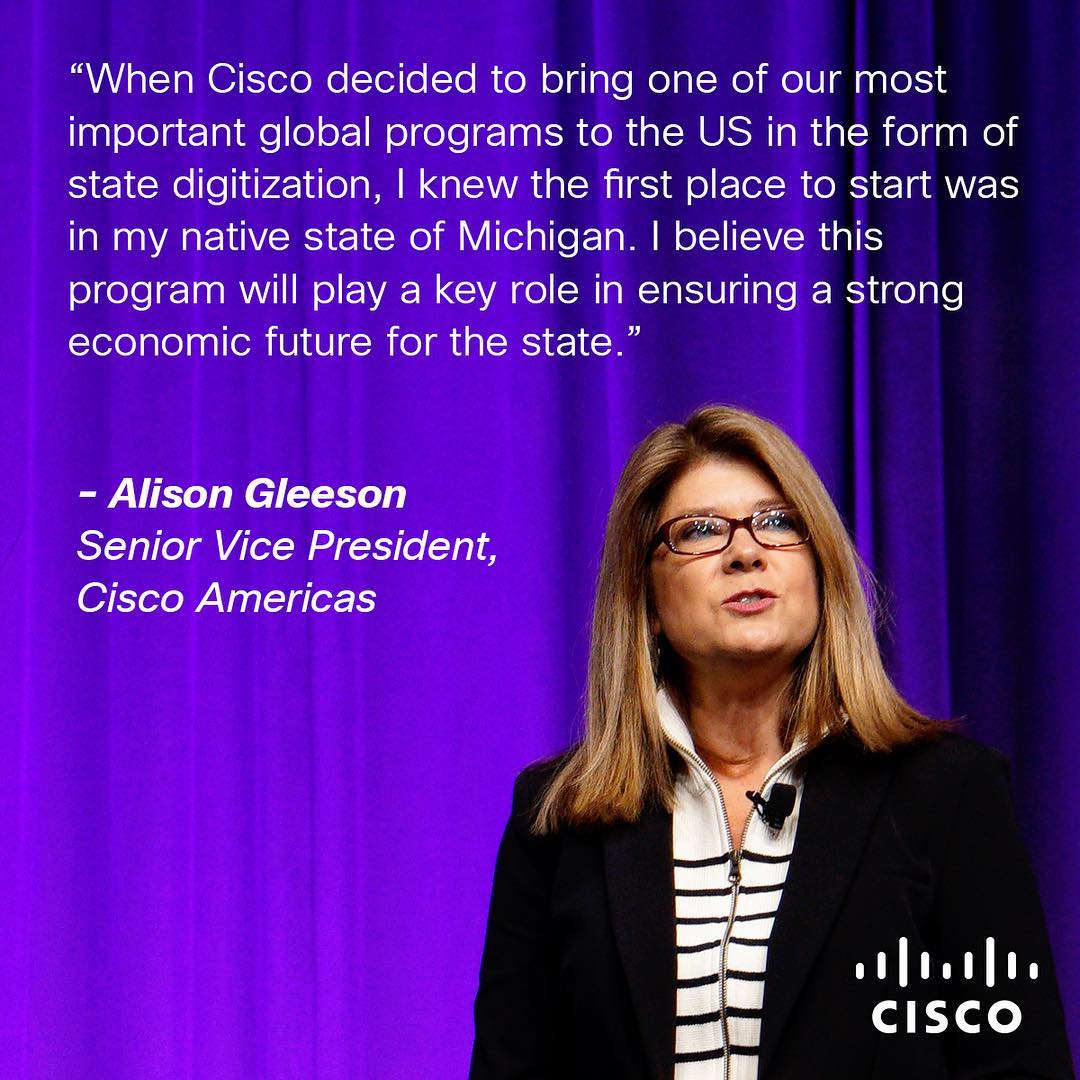 “When Cisco decided to bring one of our most
important global programs to the US in the form of
state digitization, I knew the first place to start was
in my native state of Michigan. I believe this
program will play a key role in ensuring a strong
economic future for the state.”
- Alison Gleeson
Senior Vice President,
Cisco Americas
CISCO